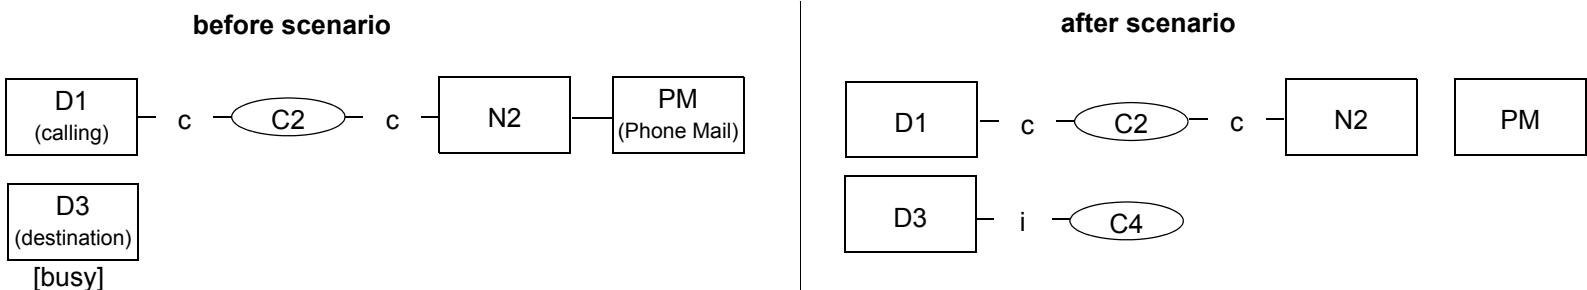 before scenario
D1
(calling)
c
C2
c
N2
PM
(Phone Mail)
D3
(destination)
[busy]
after scenario
D1
c
C2
c
N2
PM
D3
i
C4